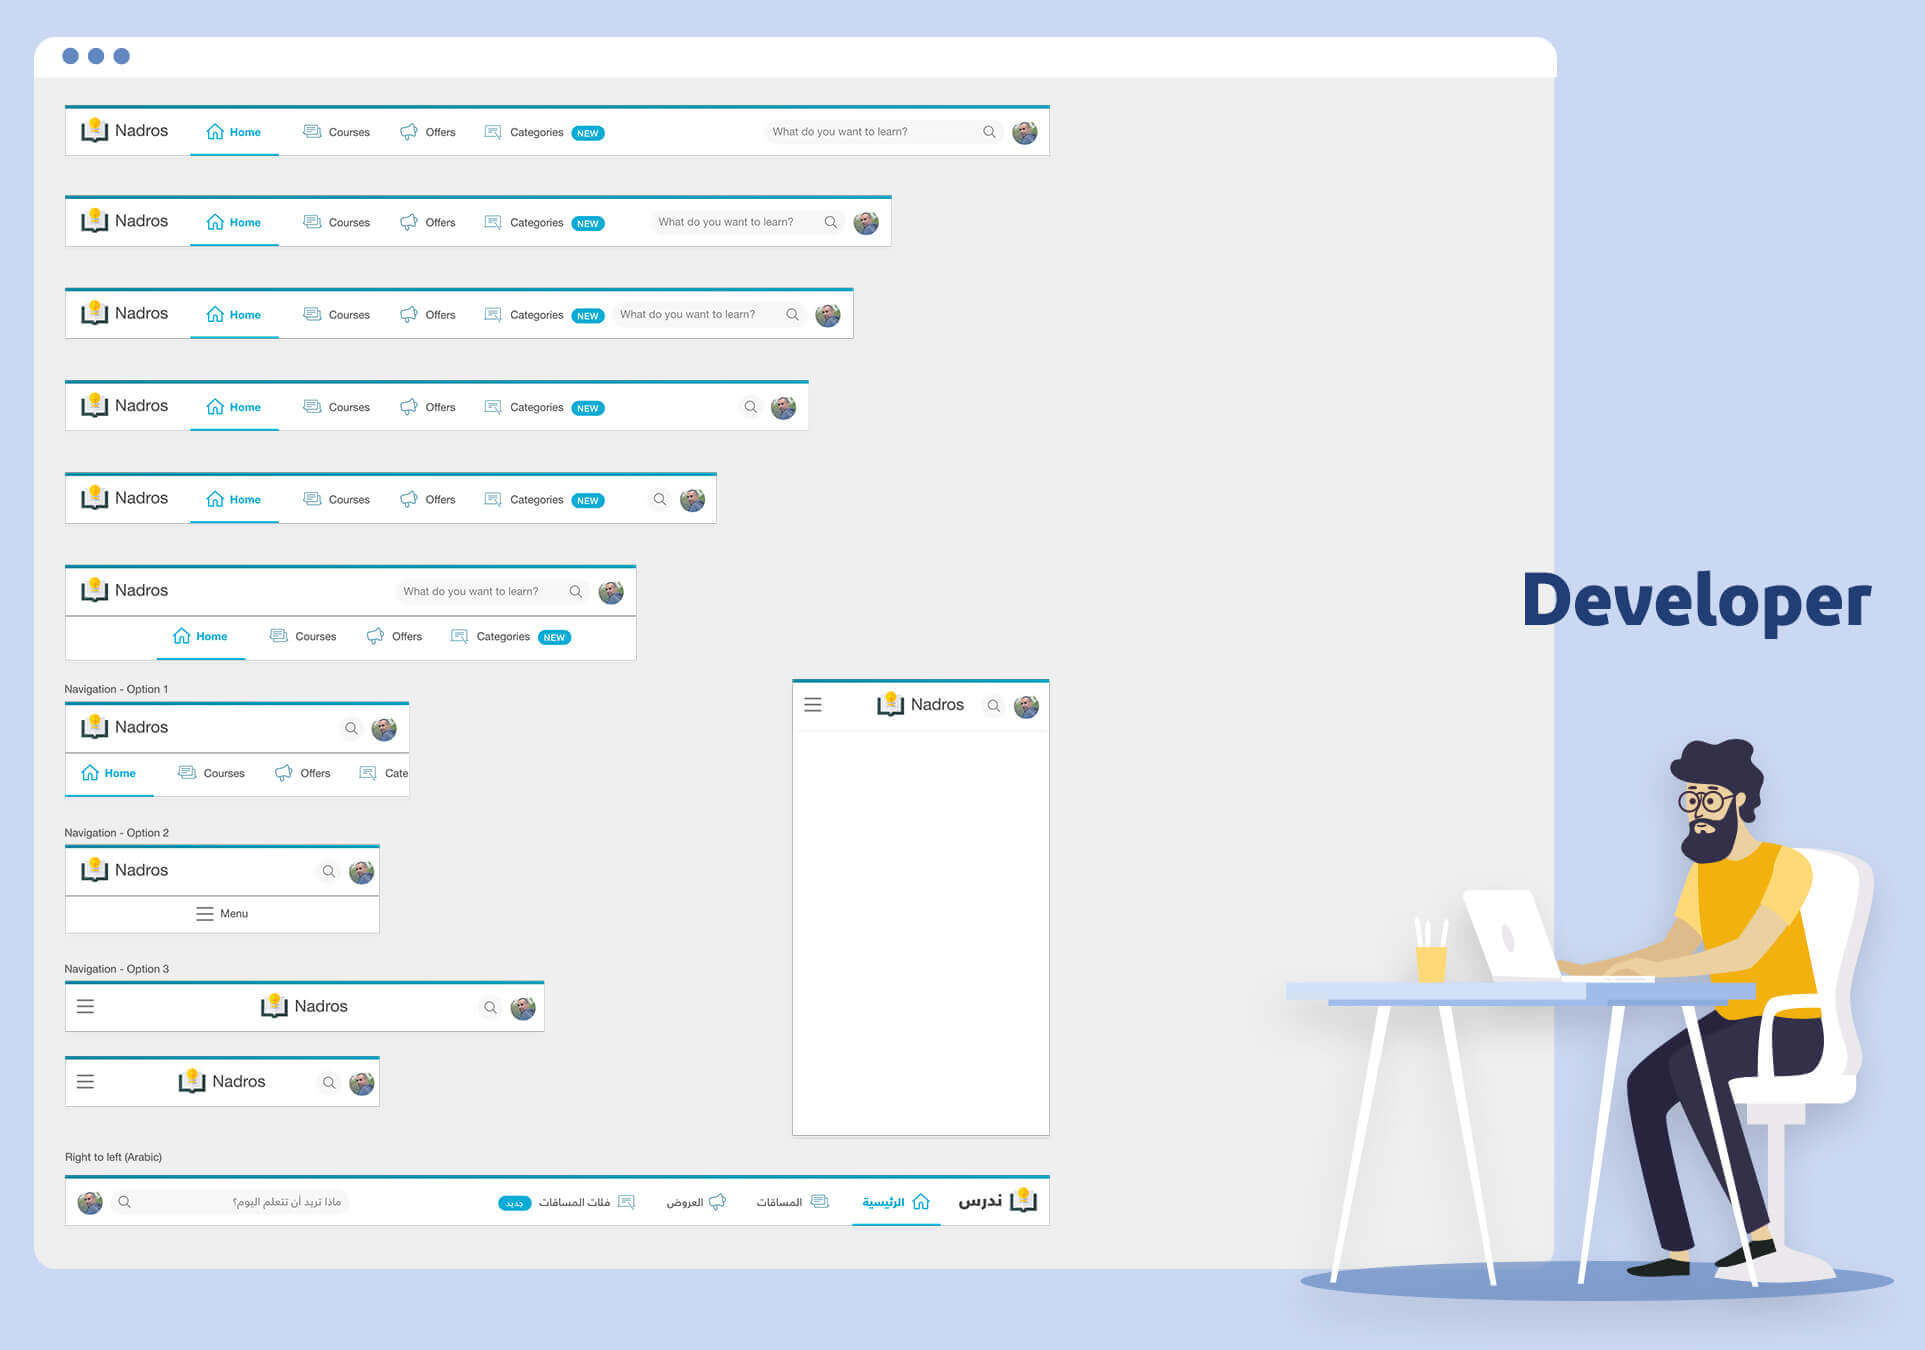 Nadros Home Courses Offers Categories NEW What do you want to learn?
Nadros Home Courses Offers Categories NEW What do you want to learn?
Nadros Home Courses Offers Categories NEW What do you want to learn?
Nadros Home Courses Offers Categories NEW
Nadros Home Courses Offers Categories NEW
Nadros What do you want to learn?
Home Courses Offers Categories NEW
Developer
Navigation - Option 1
Nadros
Home Courses Offers Cate
Nadros
Navigation - Option 2
Nadros
Menu
Navigation - Option 3
Nadros
Nadros
Right to left (Arabic)
ندرس الرئيسية المساقات العروض فئات المساقات جديد ماذا تريد أن تتعلم اليوم؟